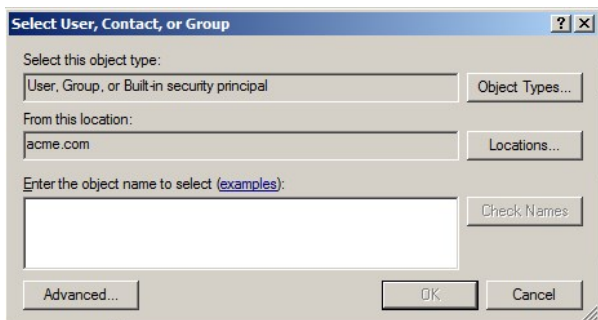 Select User, Contact, or Group
Select this object type:
User, Group, or Built-in security principal
Object Types...
From this location:
acme.com
Locations...
Enter the object name to select (examples):
Check Names
Advanced...
OK
Cancel